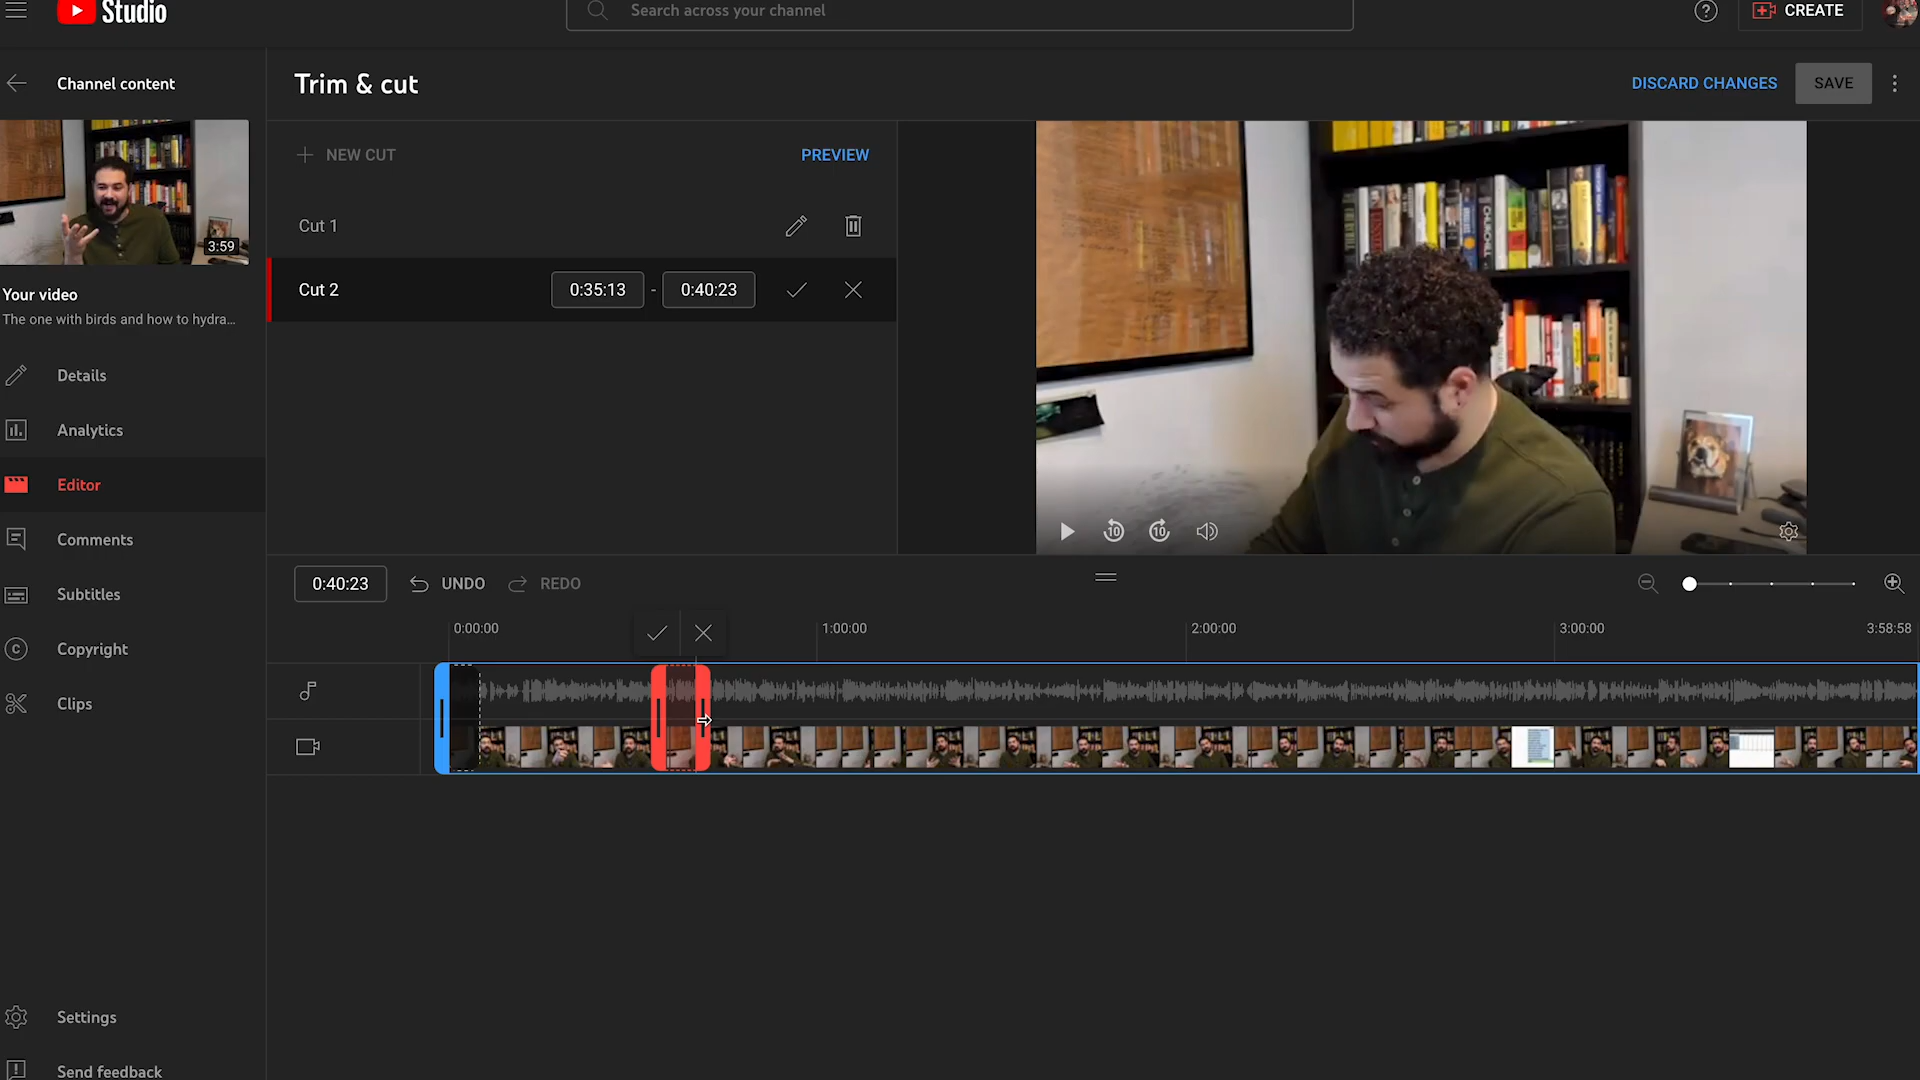 Studio
Search across your channel
?
CREATE
Channel content
Trim & cut
DISCARD CHANGES
SAVE
3:59
NEW CUT
PREVIEW
Cut 1
Cut 2
0:35:13 - 0:40:23
Your video
The one with birds and how to hydra...
Details
Analytics
Editor
Comments
Subtitles
Copyright
Clips
Settings
Send feedback
10
10
CHURCHILL
0:40:23
UNDO
REDO
0:00:00
1:00:00
2:00:00
3:00:00
3:58:58